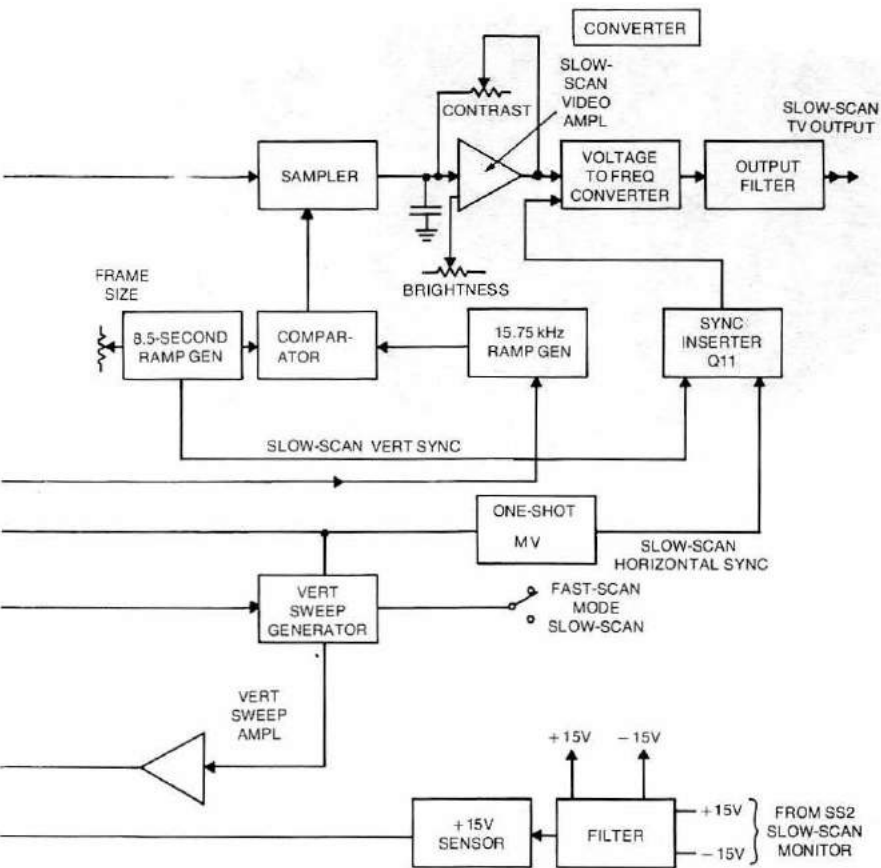 CONVERTER
SLOW-
SCAN
VIDEO
AMPL
CONTRAST
SLOW-SCAN
TV OUTPUT
SAMPLER
VOLTAGE
TO FREQ
CONVERTER
OUTPUT
FILTER
BRIGHTNESS
FRAME
SIZE
8.5-SECOND
RAMP GEN
COMPAR-
ATOR
15.75 kHz
RAMP GEN
SYNC
INSERTER
Q11
SLOW-SCAN VERT SYNC
ONE-SHOT
MV
SLOW-SCAN
HORIZONTAL SYNC
VERT
SWEEP
GENERATOR
FAST-SCAN
MODE
SLOW-SCAN
VERT
SWEEP
AMPL
+15V
-15V
+15V
SENSOR
FILTER
+15V
-15V
FROM SS2
SLOW-SCAN
MONITOR